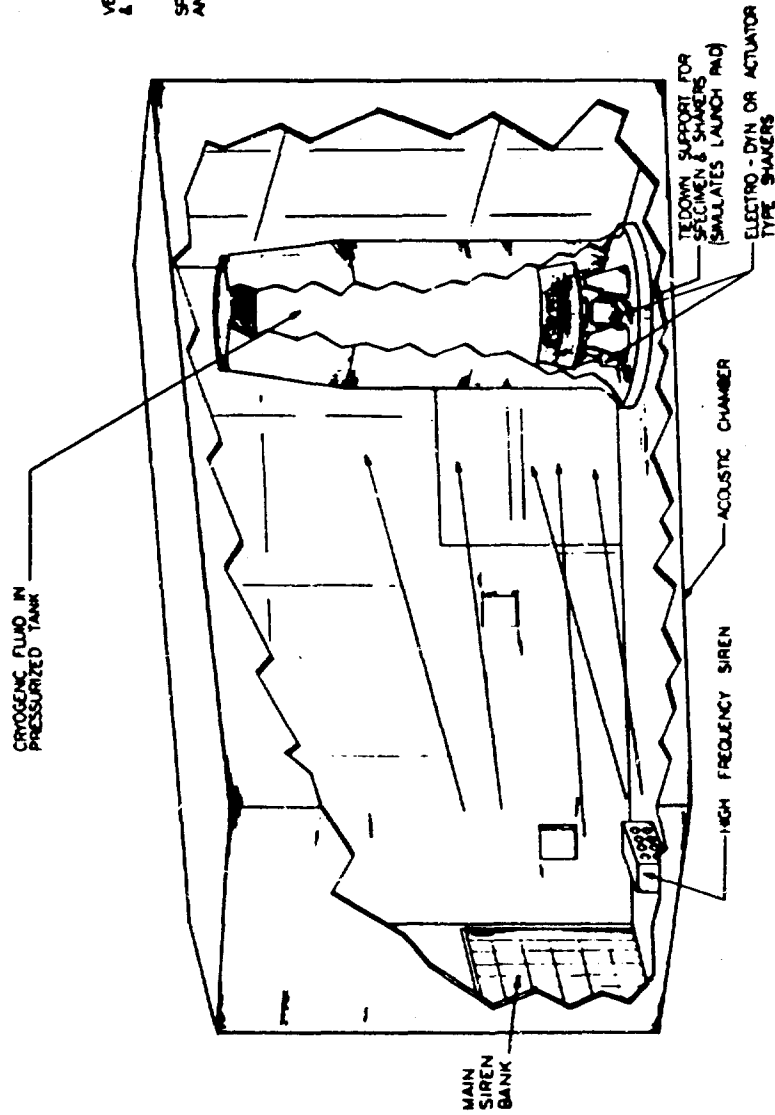 CRYOGENIC FLUID IN
PRESSURIZED TANK
MAIN
SIREN
BANK
HIGH FREQUENCY SIREN
ACOUSTIC CHAMBER
TIEDOWN SUPPORT FOR
SPECIMEN & SHAKERS
(SIMULATES LAUNCH PAD)
ELECTRO - DYN OR ACTUATOR
TYPE SHAKERS